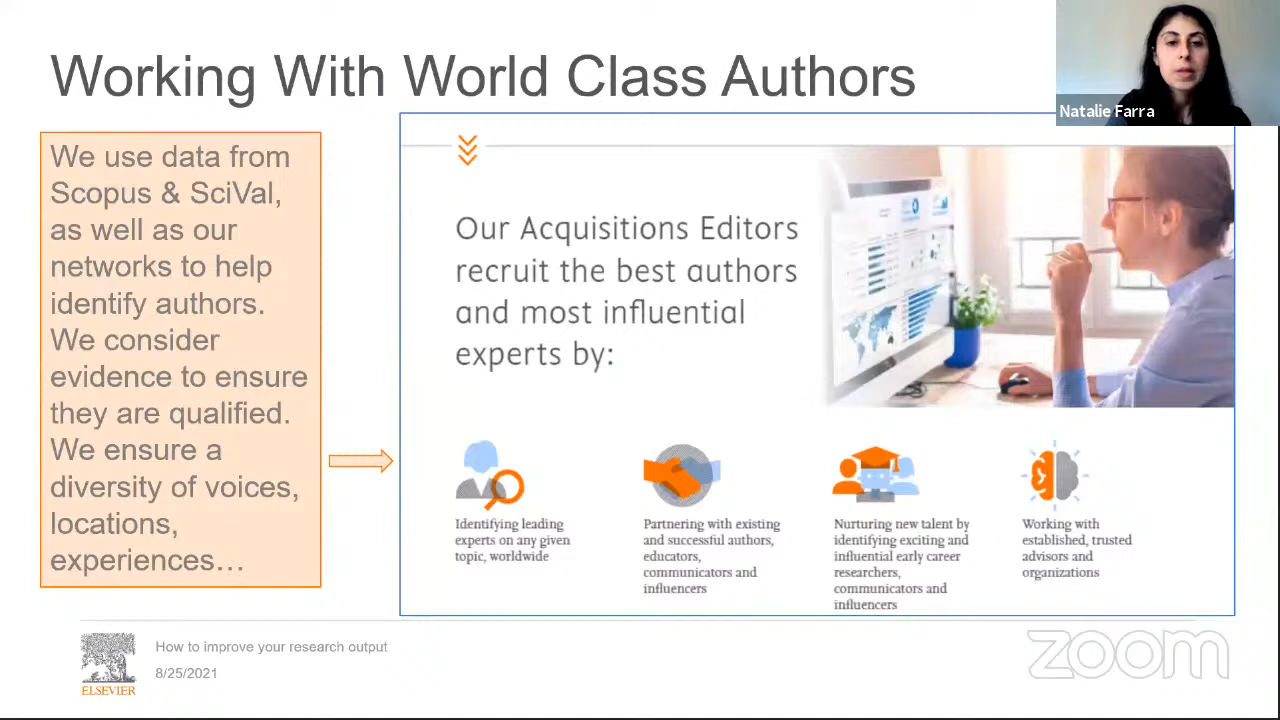 Working With World Class Authors
Natalie Farra
We use data from
Scopus & SciVal,
as well as our
networks to help
identify authors.
We consider
evidence to ensure
they are qualified.
We ensure a
diversity of voices,
locations,
experiences…
Our Acquisitions Editors
recruit the best authors
and most influential
experts by:
Identifying leading
experts on any given
topic, worldwide
Partnering with existing
and successful authors,
educators,
communicators and
influencers
Nurturing new talent by
identifying exciting and
influential early career
researchers,
communicators and
influencers
Working with
established, trusted
advisors and
organizations
ELSEVIER
How to improve your research output
8/25/2021
zoom